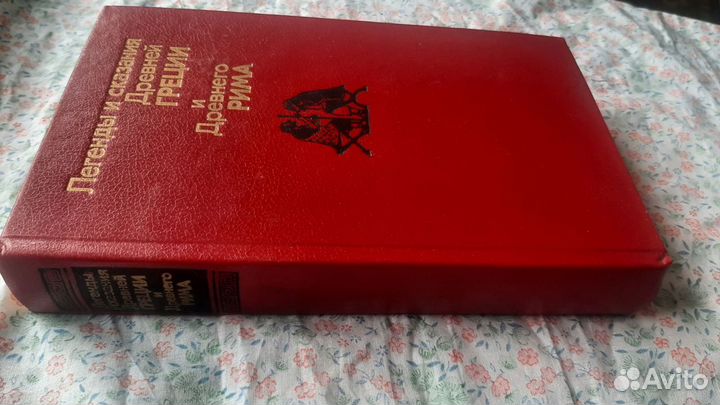 Легенды и сказания
Древней
ГРЕЦИИ
и
Древнего
РИМА
Легенды
и сказания
Древней
ГРЕЦИИ
и
Древнего
РИМА
Avito